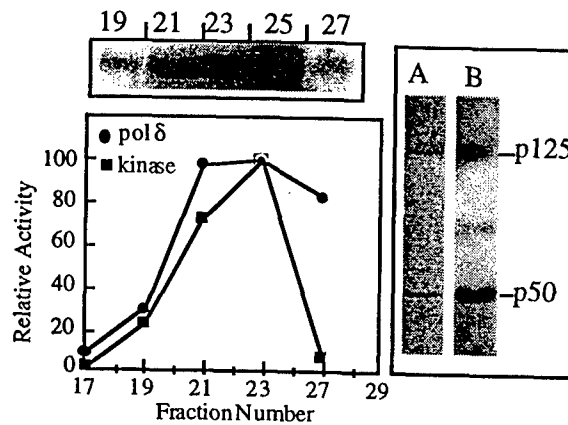 19 21 23 25 27
pol δ
kinase
Relative Activity
100
80
60
40
20
0
17 19 21 23 27 29
Fraction Number
A B
p125
p50